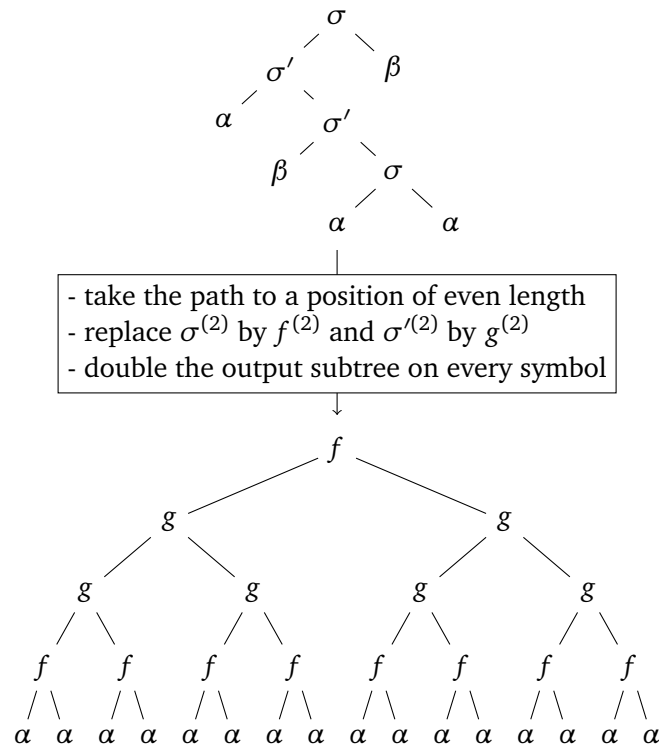 σ
σ′ β
α σ′
β σ
α α
- take the path to a position of even length
- replace σ⁽²⁾ by f⁽²⁾ and σ′⁽²⁾ by g⁽²⁾
- double the output subtree on every symbol
f
g g
g g g g
f f f f f f f f
α α α α α α α α α α α α α α α α